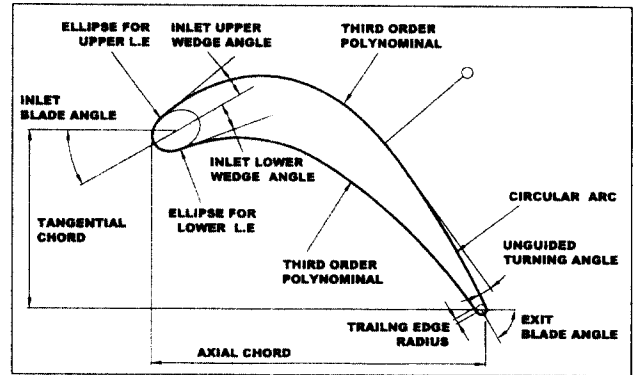 ELLIPSE FOR
UPPER L.E
INLET UPPER
WEDGE ANGLE
THIRD ORDER
POLYNOMINAL
INLET
BLADE ANGLE
INLET LOWER
WEDGE ANGLE
ELLIPSE FOR
LOWER L.E
TANGENTIAL
CHORD
THIRD ORDER
POLYNOMINAL
CIRCULAR ARC
UNGUIDED
TURNING ANGLE
TRAILNG EDGE
RADIUS
EXIT
BLADE ANGLE
AXIAL CHORD